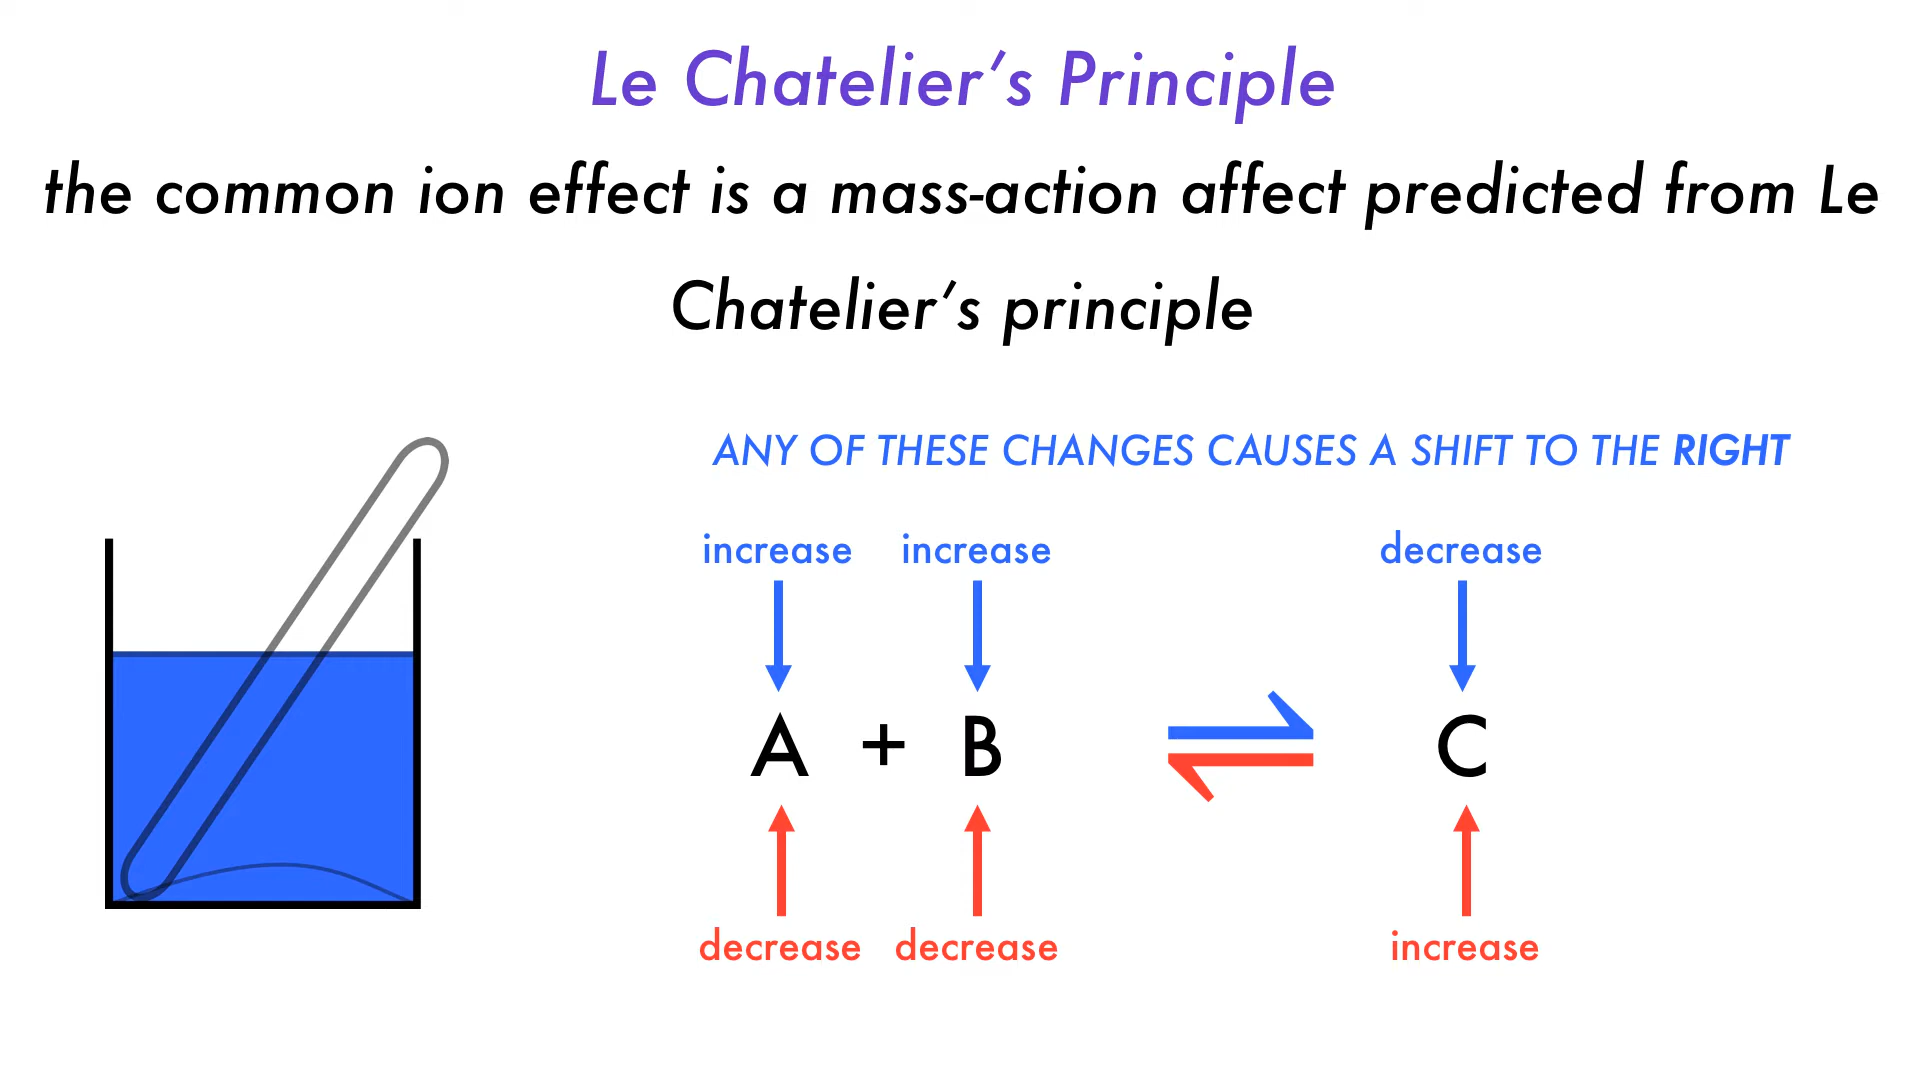 Le Chatelier’s Principle
the common ion effect is a mass-action affect predicted from Le
Chatelier’s principle
ANY OF THESE CHANGES CAUSES A SHIFT TO THE RIGHT
increase increase decrease
A + B ⇌ C
decrease decrease increase